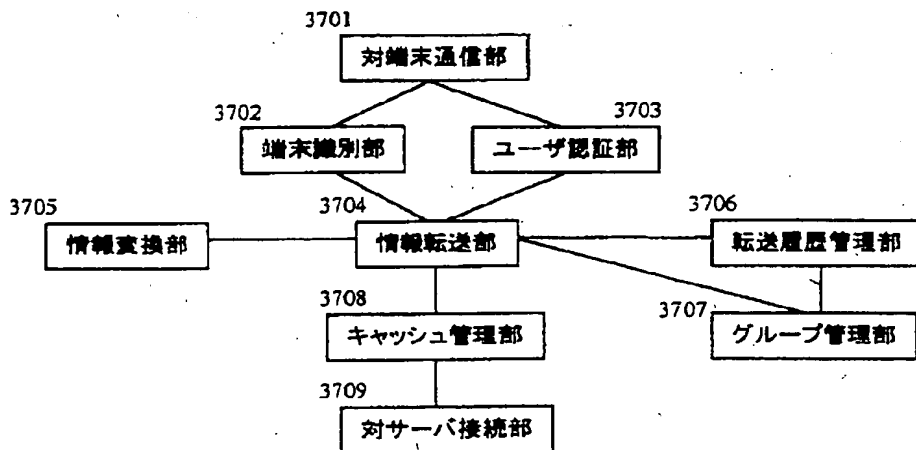 3701
対端末通信部
3702
3703
端末識別部
ユーザ認証部
3705
3704
3706
情報変換部
情報転送部
転送履歴管理部
3708
3707
キャッシュ管理部
グループ管理部
3709
対サーバ接続部